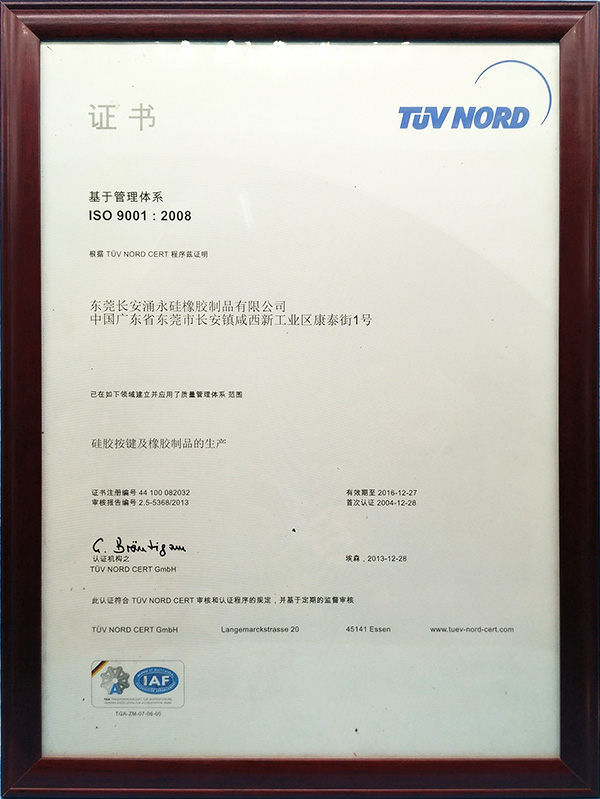 证书
TÜV NORD
基于管理体系
ISO 9001 : 2008
根据 TÜV NORD CERT 程序兹证明
东莞长安涌永硅橡胶制品有限公司
中国广东省东莞市长安镇咸西新工业区康泰街1号
已在如下领域建立并应用了质量管理体系 范围
硅胶按键及橡胶制品的生产
证书注册编号 44 100 082032
审核报告编号 2.5-5368/2013
有效期至 2016-12-27
首次认证 2004-12-28
G. Bräutigam
认证机构之
TÜV NORD CERT GmbH
埃森，2013-12-28
此认证符合 TÜV NORD CERT 审核和认证程序的规定，并基于定期的监督审核
TÜV NORD CERT GmbH Langemarckstrasse 20 45141 Essen www.tuev-nord-cert.com
IAF
TGA-ZM-07-06-00